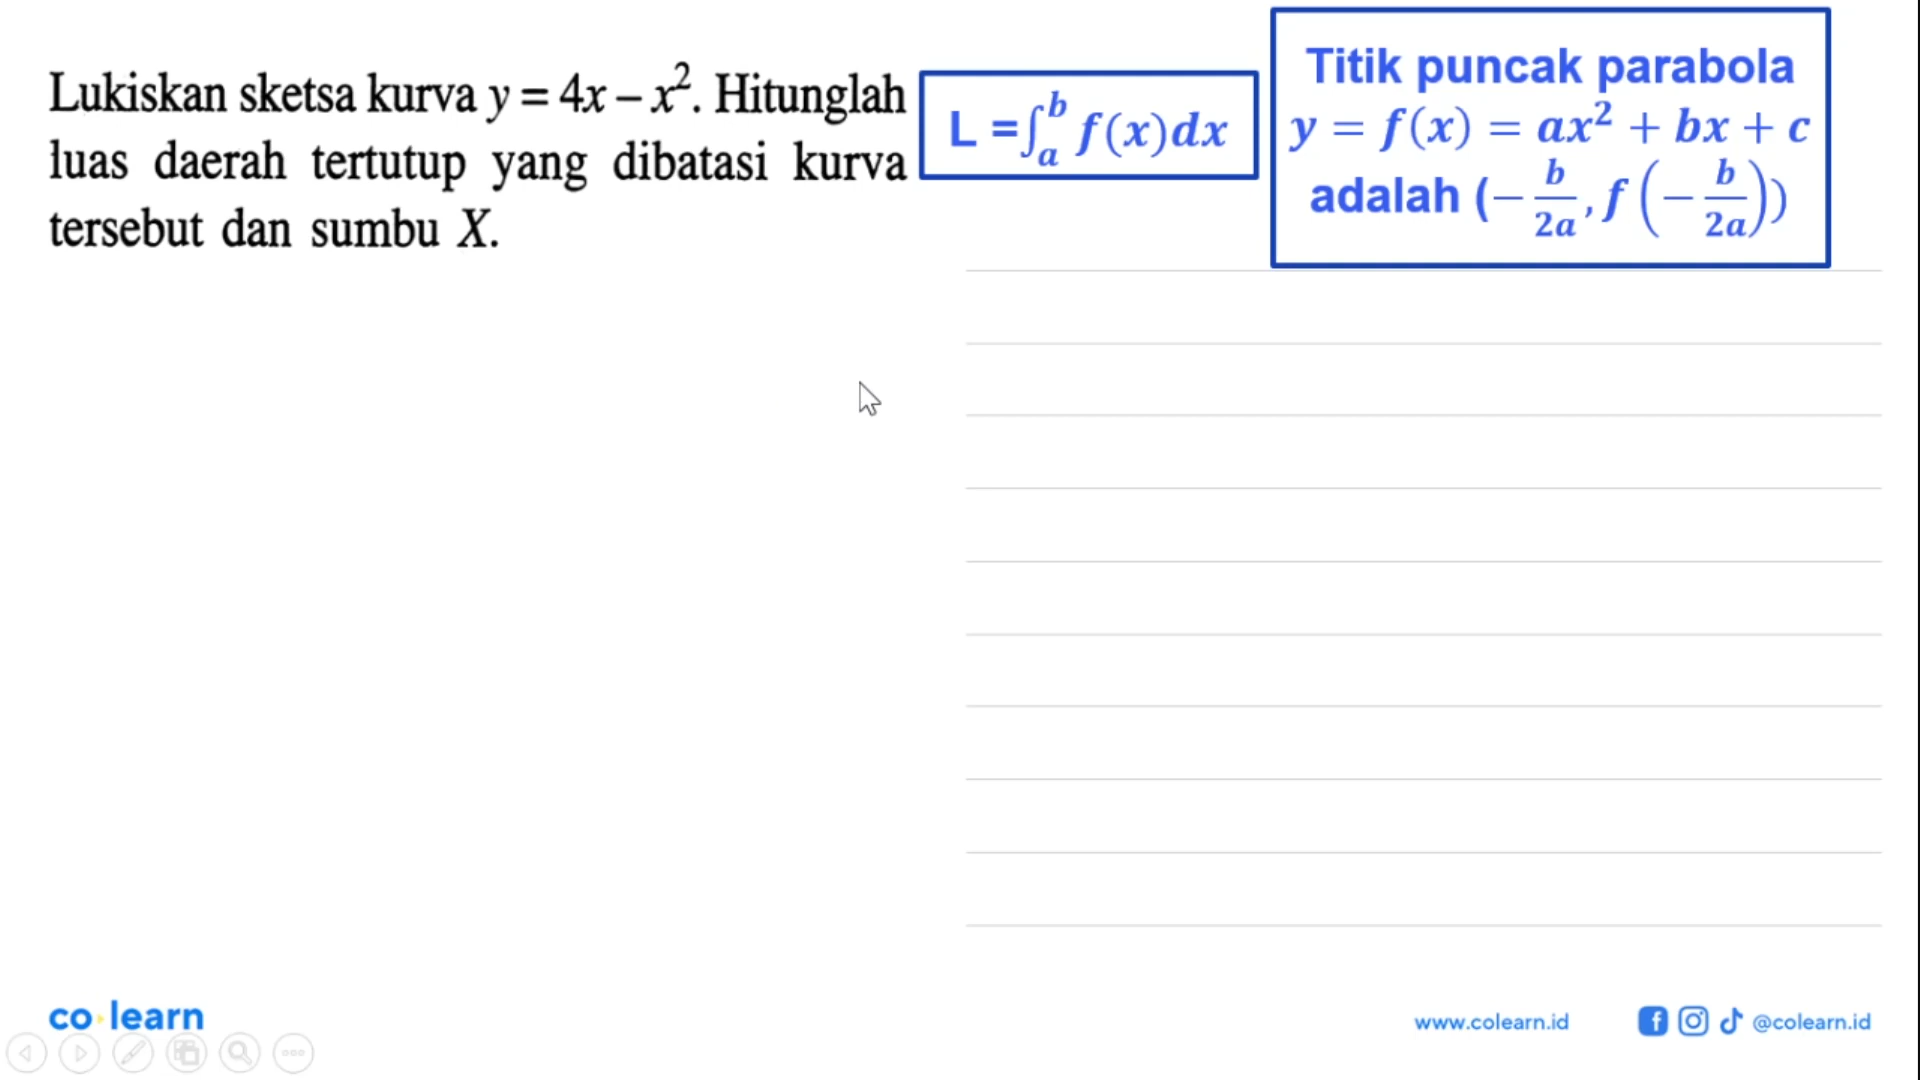 Lukiskan sketsa kurva y = 4x – x². Hitunglah
luas daerah tertutup yang dibatasi kurva
tersebut dan sumbu X.
L =∫ₐᵇ f(x)dx
Titik puncak parabola
y = f(x) = ax² + bx + c
adalah (−b/2a, f(−b/2a))
co learn
www.colearn.id
@colearn.id